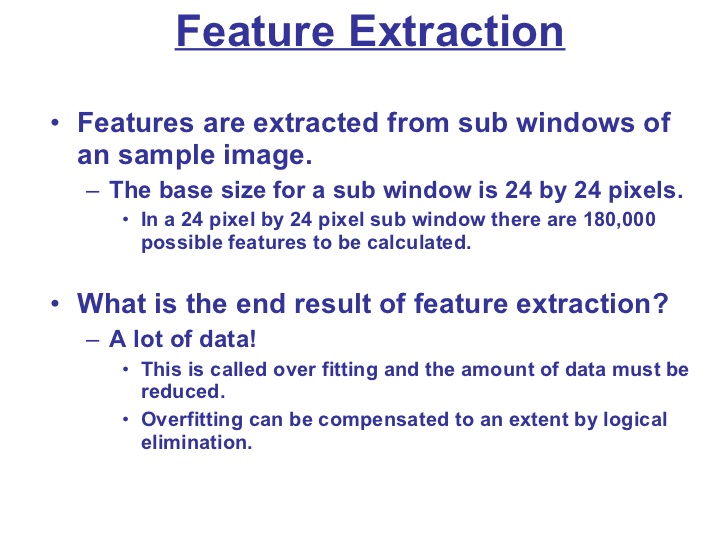 Feature Extraction
• Features are extracted from sub windows of
an sample image.
– The base size for a sub window is 24 by 24 pixels.
• In a 24 pixel by 24 pixel sub window there are 180,000
possible features to be calculated.
• What is the end result of feature extraction?
– A lot of data!
• This is called over fitting and the amount of data must be
reduced.
• Overfitting can be compensated to an extent by logical
elimination.